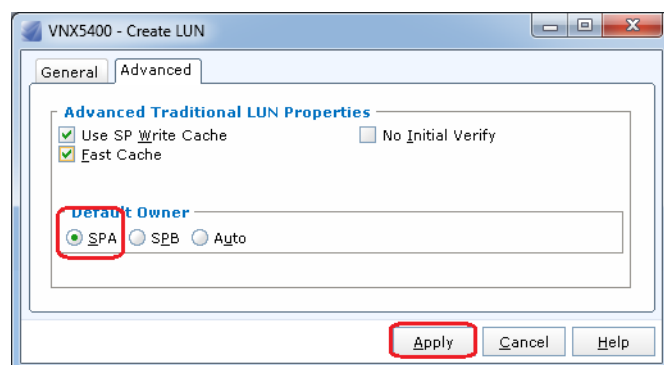 VNX5400 - Create LUN
General Advanced
Advanced Traditional LUN Properties
Use SP Write Cache No Initial Verify
Fast Cache
Default Owner
SPA SPB Auto
Apply Cancel Help